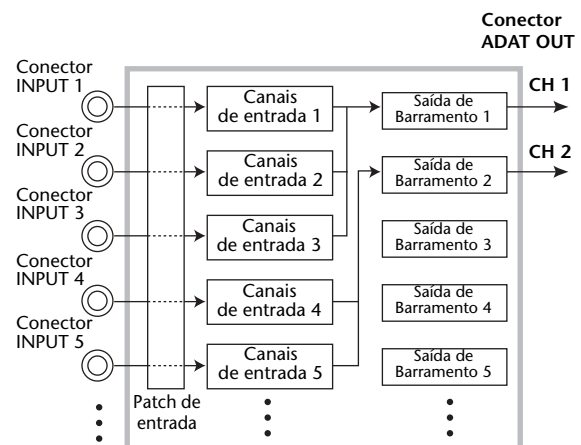 Conector
ADAT OUT
Conector
INPUT 1
Canais
de entrada 1
Saída de
Barramento 1
CH 1
Conector
INPUT 2
Canais
de entrada 2
Saída de
Barramento 2
CH 2
Conector
INPUT 3
Canais
de entrada 3
Saída de
Barramento 3
Conector
INPUT 4
Canais
de entrada 4
Saída de
Barramento 4
Conector
INPUT 5
Canais
de entrada 5
Saída de
Barramento 5
Patch de
entrada